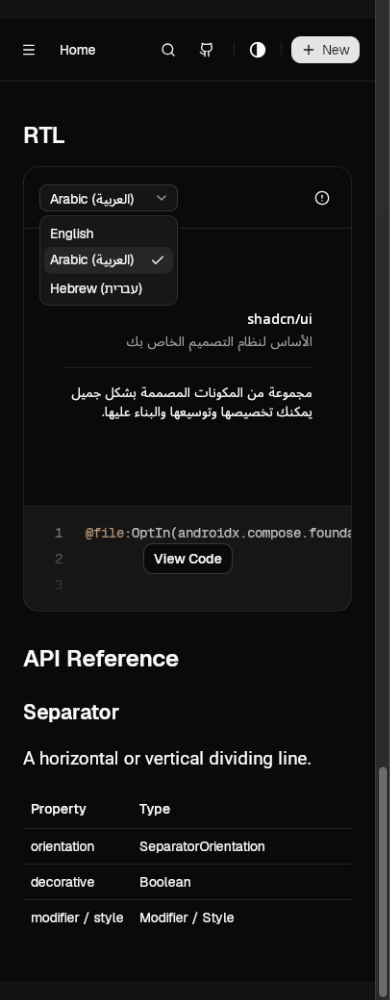 Home
New
RTL
Arabic (العربية)
English
Arabic (العربية)
Hebrew (עברית)
shadcn/ui
الأساس لنظام التصميم الخاص بك
مجموعة من المكونات المصممة بشكل جميل
يمكنك تخصيصها وتوسيعها والبناء عليها.
1 @file:OptIn(androidx.compose.founda
2
View Code
3
API Reference
Separator
A horizontal or vertical dividing line.
Property Type
orientation SeparatorOrientation
decorative Boolean
modifier / style Modifier / Style